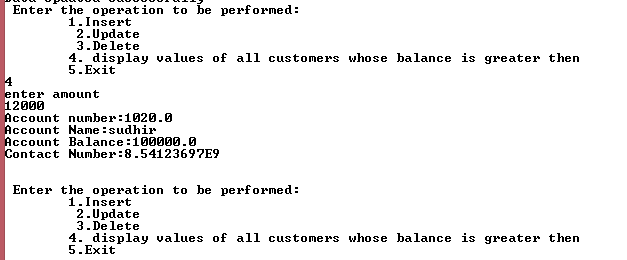 Data Updated Successfully
Enter the operation to be performed:
1.Insert
2.Update
3.Delete
4. display values of all customers whose balance is greater then
5.Exit
4
enter amount
12000
Account number:1020.0
Account Name:sudhir
Account Balance:100000.0
Contact Number:8.54123697E9
Enter the operation to be performed:
1.Insert
2.Update
3.Delete
4. display values of all customers whose balance is greater then
5.Exit